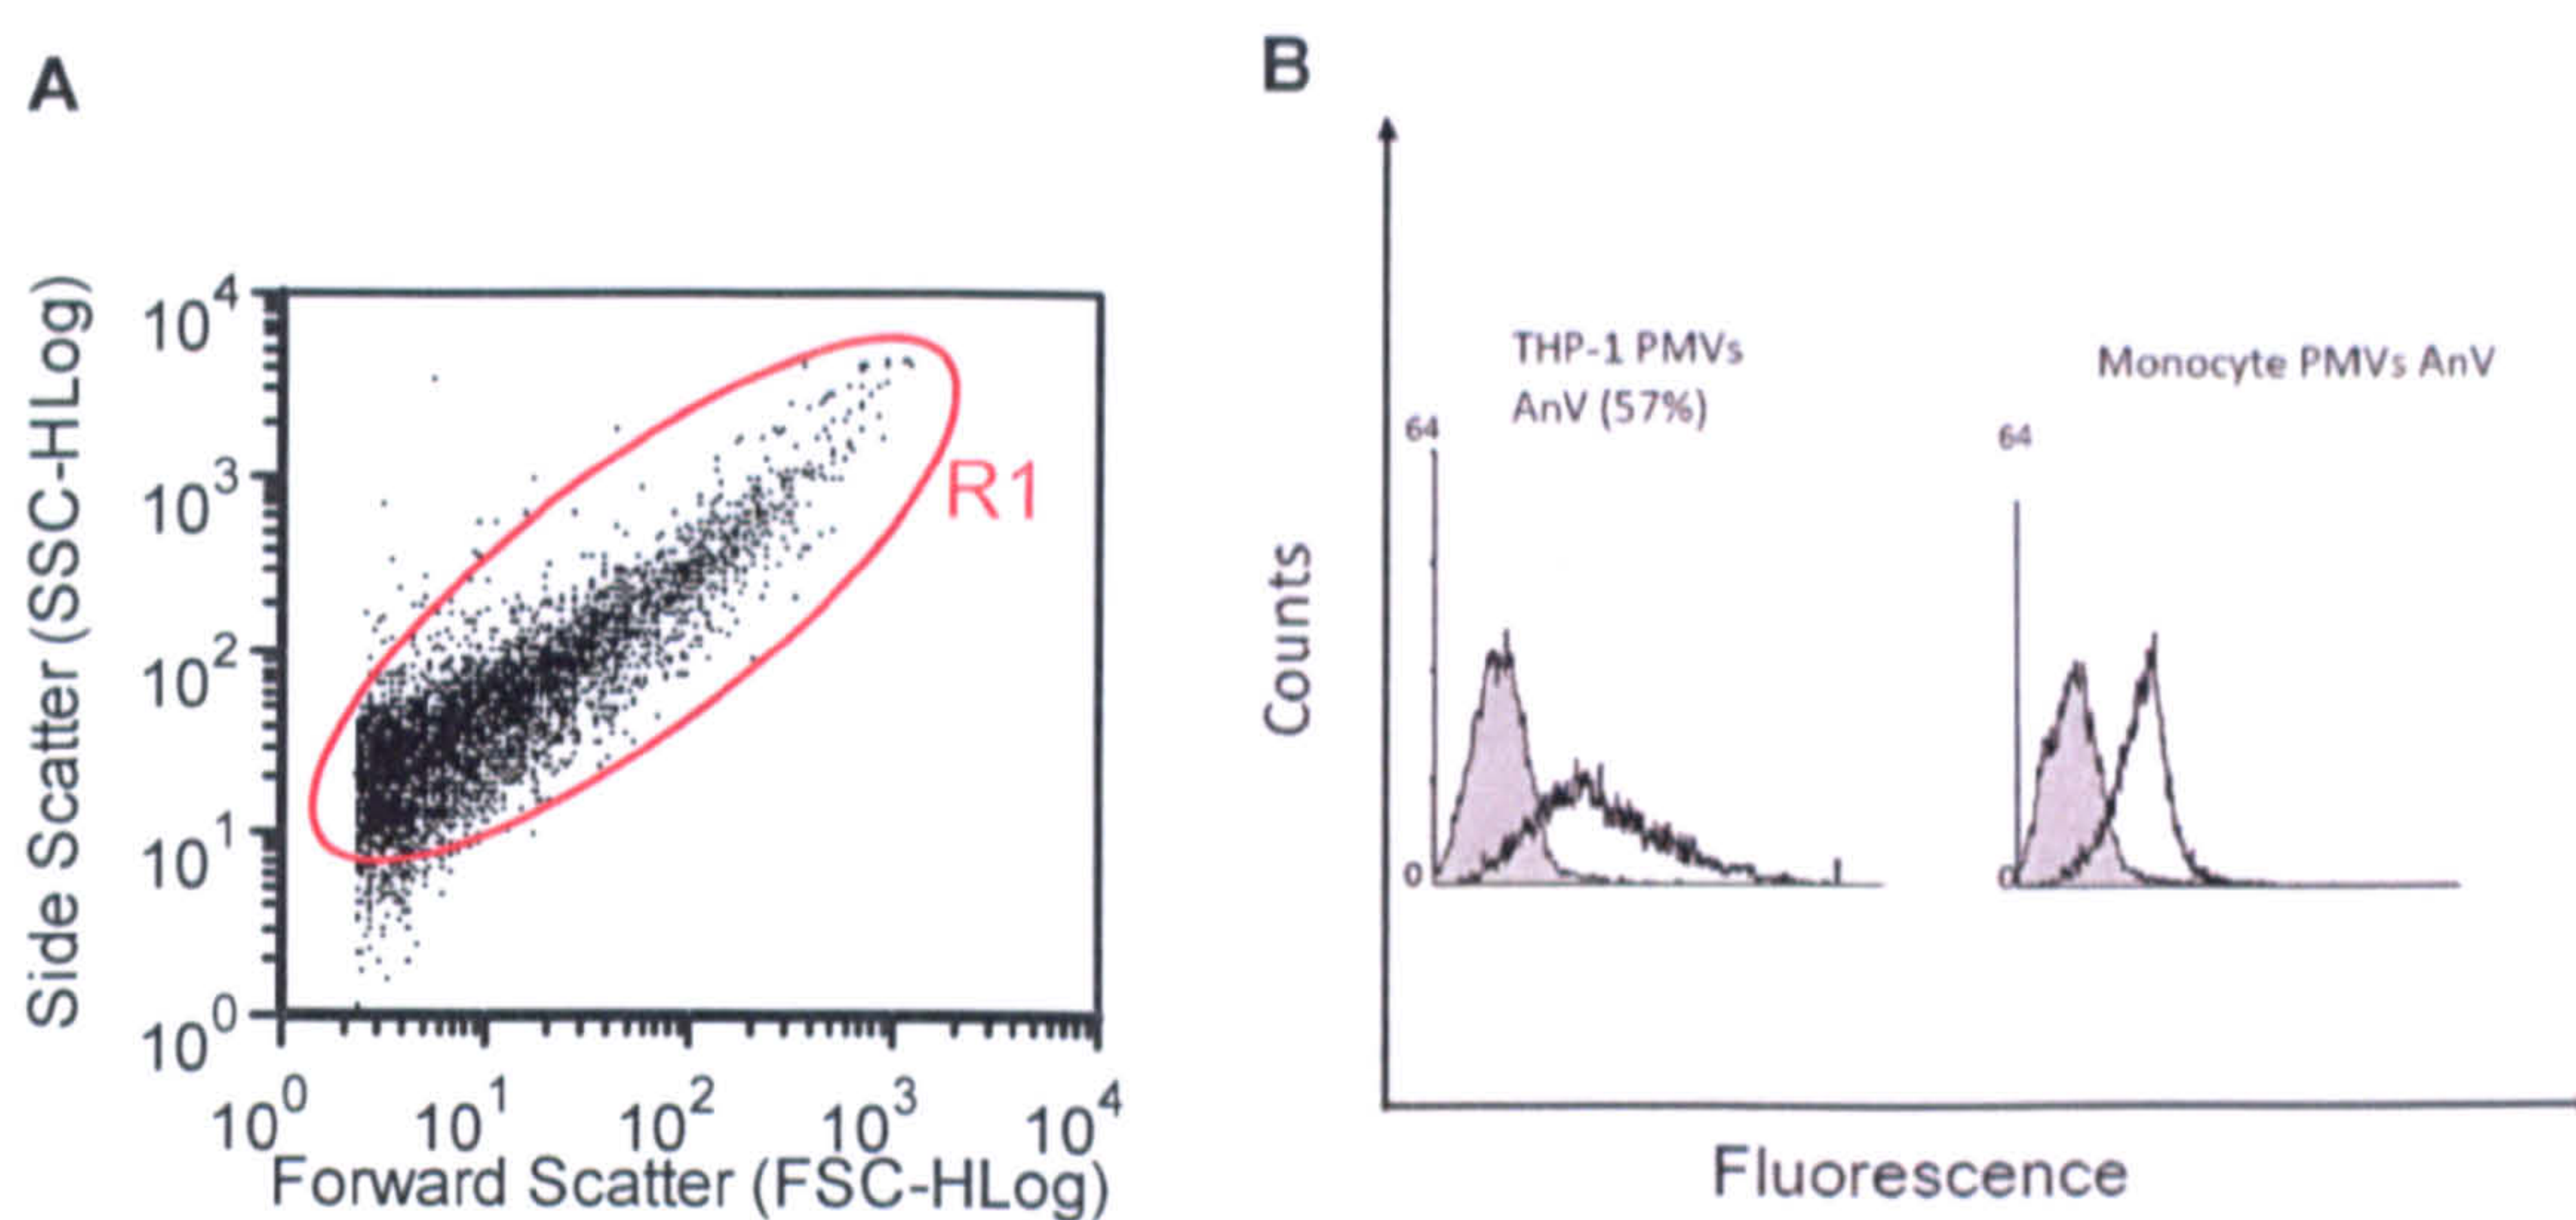 A
Side Scatter (SSC-HLog)
10^4
10^3
10^2
10^1
10^0
R1
10^0 10^1 10^2 10^3 10^4
Forward Scatter (FSC-HLog)
B
Counts
THP-1 PMVs
AnV (57%)
64
0
Monocyte PMVs AnV
64
0
Fluorescence